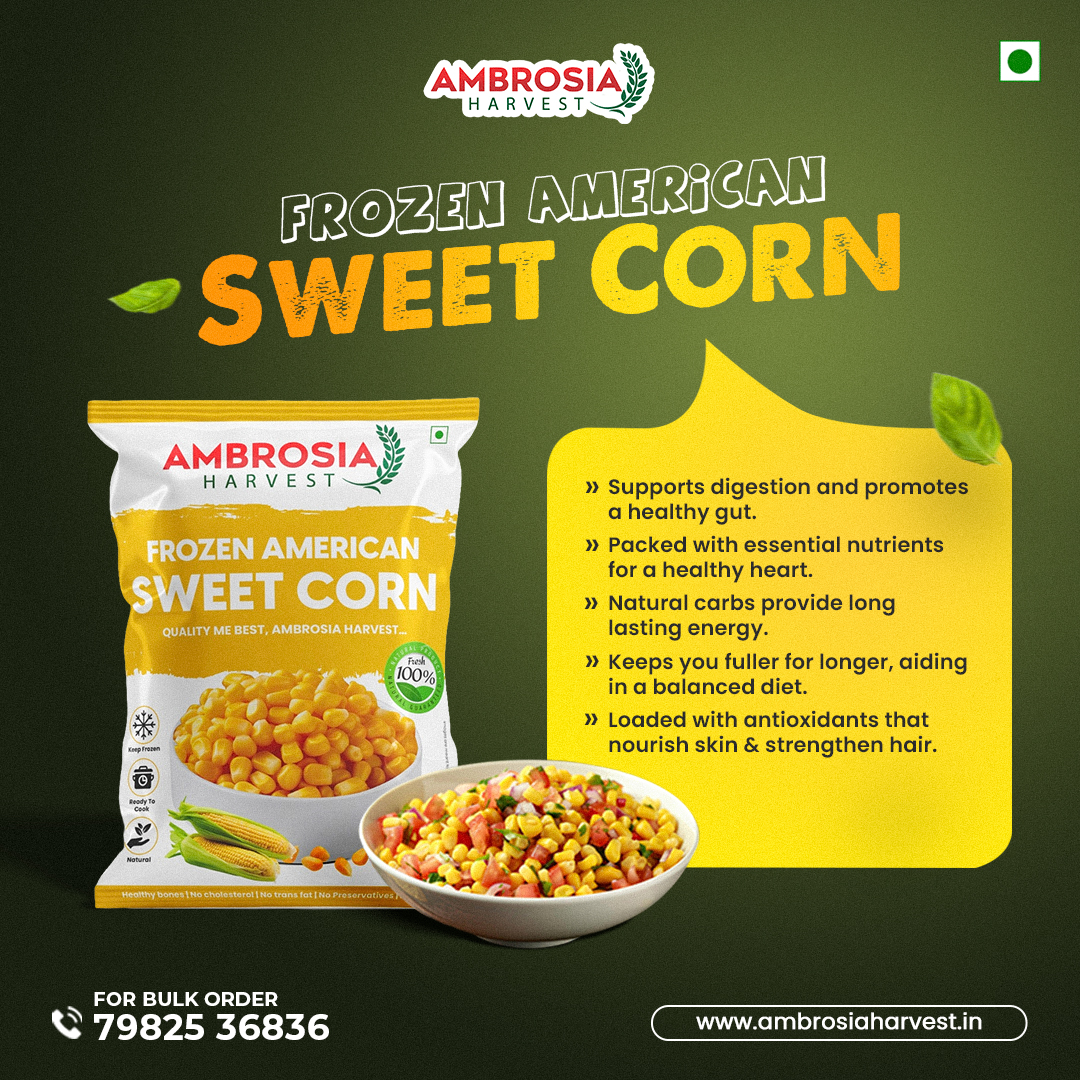 AMBROSIA
HARVEST
FROZEN AMERICAN
SWEET CORN
AMBROSIA
HARVEST
FROZEN AMERICAN
SWEET CORN
QUALITY ME BEST, AMBROSIA HARVEST...
Fresh
100%
Keep Frozen
Ready To
Cook
Natural
Healthy bones | No cholesterol | No trans fat | No Preservatives
» Supports digestion and promotes
a healthy gut.
» Packed with essential nutrients
for a healthy heart.
» Natural carbs provide long
lasting energy.
» Keeps you fuller for longer, aiding
in a balanced diet.
» Loaded with antioxidants that
nourish skin & strengthen hair.
FOR BULK ORDER
79825 36836
www.ambrosiaharvest.in